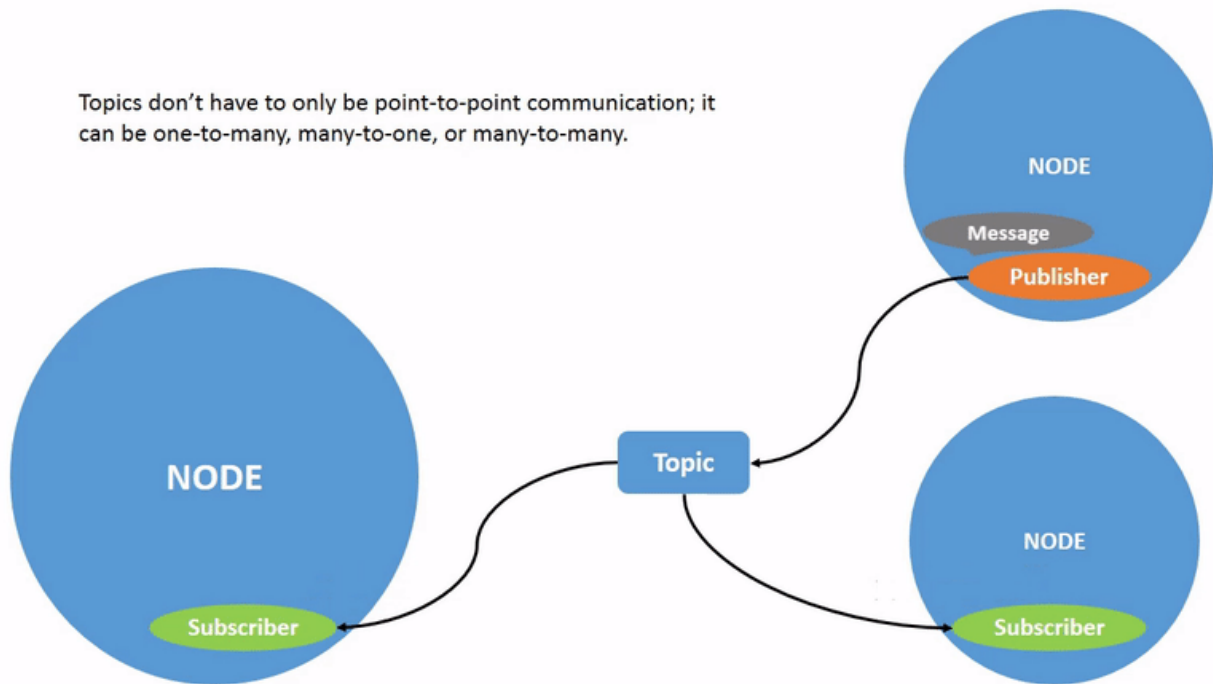 Topics don’t have to only be point-to-point communication; it
can be one-to-many, many-to-one, or many-to-many.
NODE
Message
Publisher
Topic
NODE
NODE
Subscriber
Subscriber